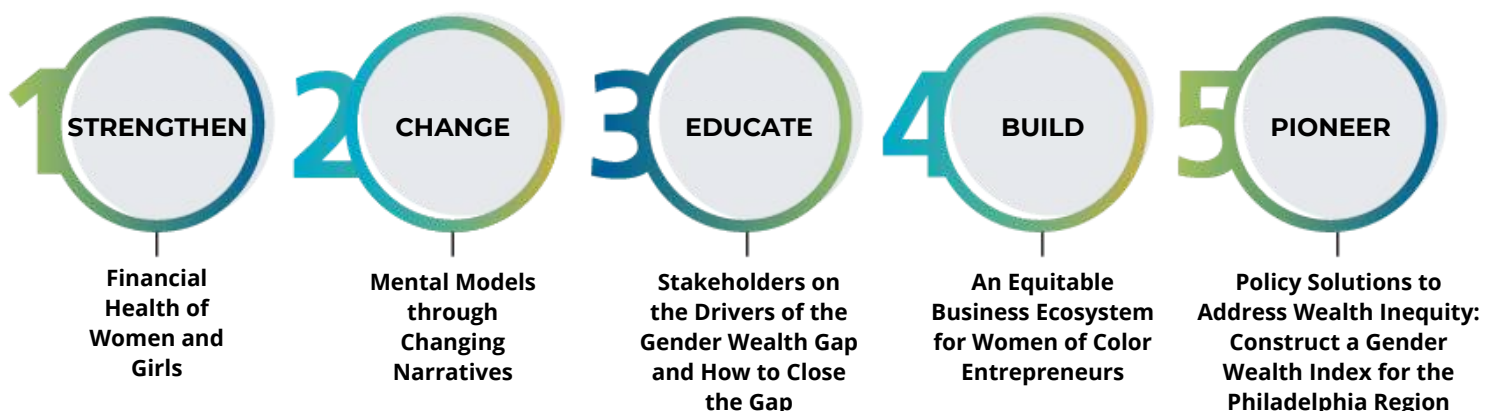 1
STRENGTHEN
Financial
Health of
Women and
Girls
2
CHANGE
Mental Models
through
Changing
Narratives
3
EDUCATE
Stakeholders on
the Drivers of the
Gender Wealth Gap
and How to Close
the Gap
4
BUILD
An Equitable
Business Ecosystem
for Women of Color
Entrepreneurs
5
PIONEER
Policy Solutions to
Address Wealth Inequity:
Construct a Gender
Wealth Index for the
Philadelphia Region